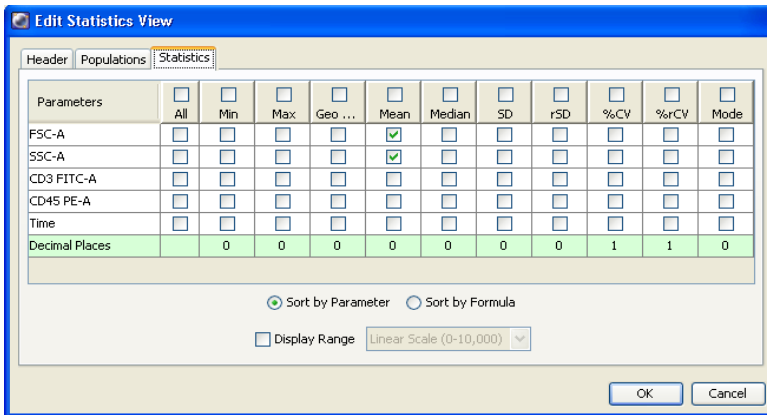 Edit Statistics View
Header Populations Statistics
Parameters All Min Max Geo ... Mean Median SD rSD %CV %rCV Mode
FSC-A
SSC-A
CD3 FITC-A
CD45 PE-A
Time
Decimal Places 0 0 0 0 0 0 0 1 1 0
Sort by Parameter Sort by Formula
Display Range Linear Scale (0-10,000)
OK Cancel